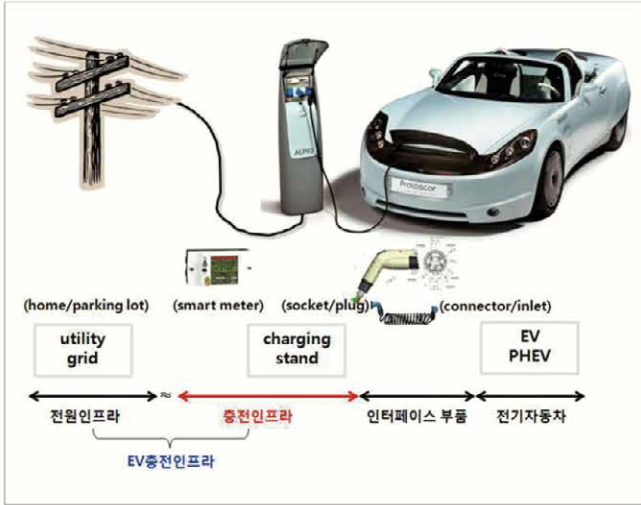 Protoscar
(home/parking lot) (smart meter) (socket/plug) (connector/inlet)
utility
grid
charging
stand
EV
PHEV
≈
전원인프라 충전인프라 인터페이스 부품 전기자동차
EV충전인프라